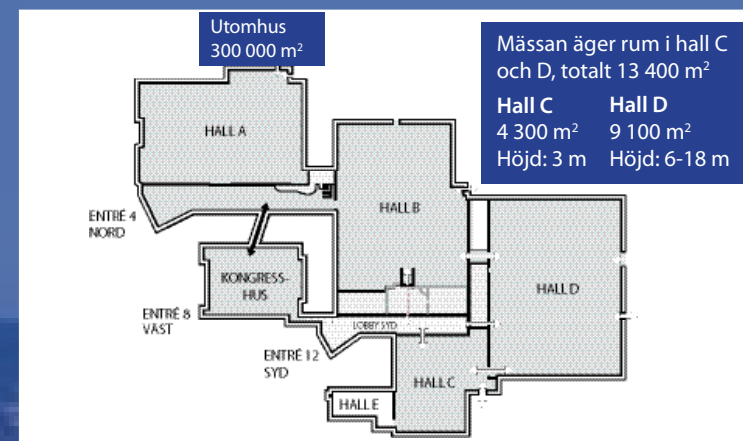 Utomhus
300 000 m²
Mässan äger rum i hall C
och D, totalt 13 400 m²
Hall C Hall D
4 300 m² 9 100 m²
Höjd: 3 m Höjd: 6-18 m
HALL A
ENTRÉ 4
NORD
HALL B
KONGRESS-
HUS
HALL D
ENTRÉ 8
VÄST
LOBBY SYD
ENTRÉ 12
SYD
HALL C
HALL E